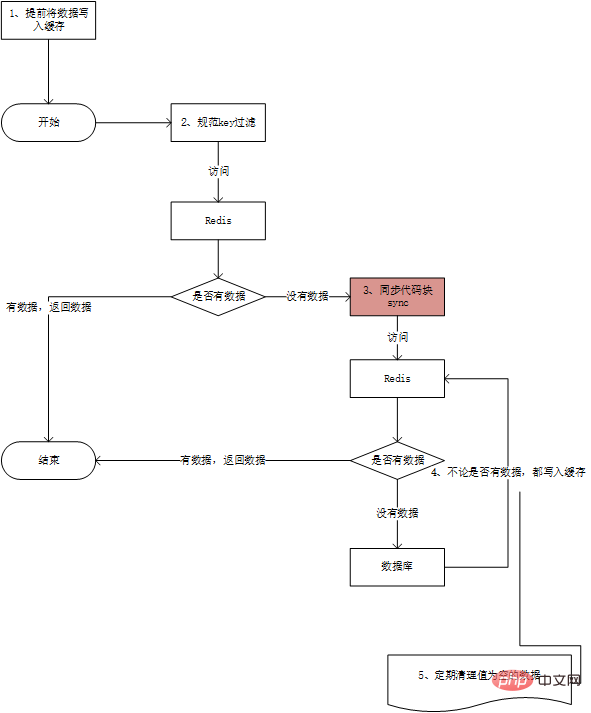 1、提前将数据写
入缓存
开始
2、规范key过滤
访问
Redis
是否有数据
有数据，返回数据
没有数据
3、同步代码块
sync
访问
Redis
是否有数据
有数据，返回数据
4、不论是否有数据，都写入缓存
没有数据
结束
数据库
5、定期清理值为空的数据
php中文网